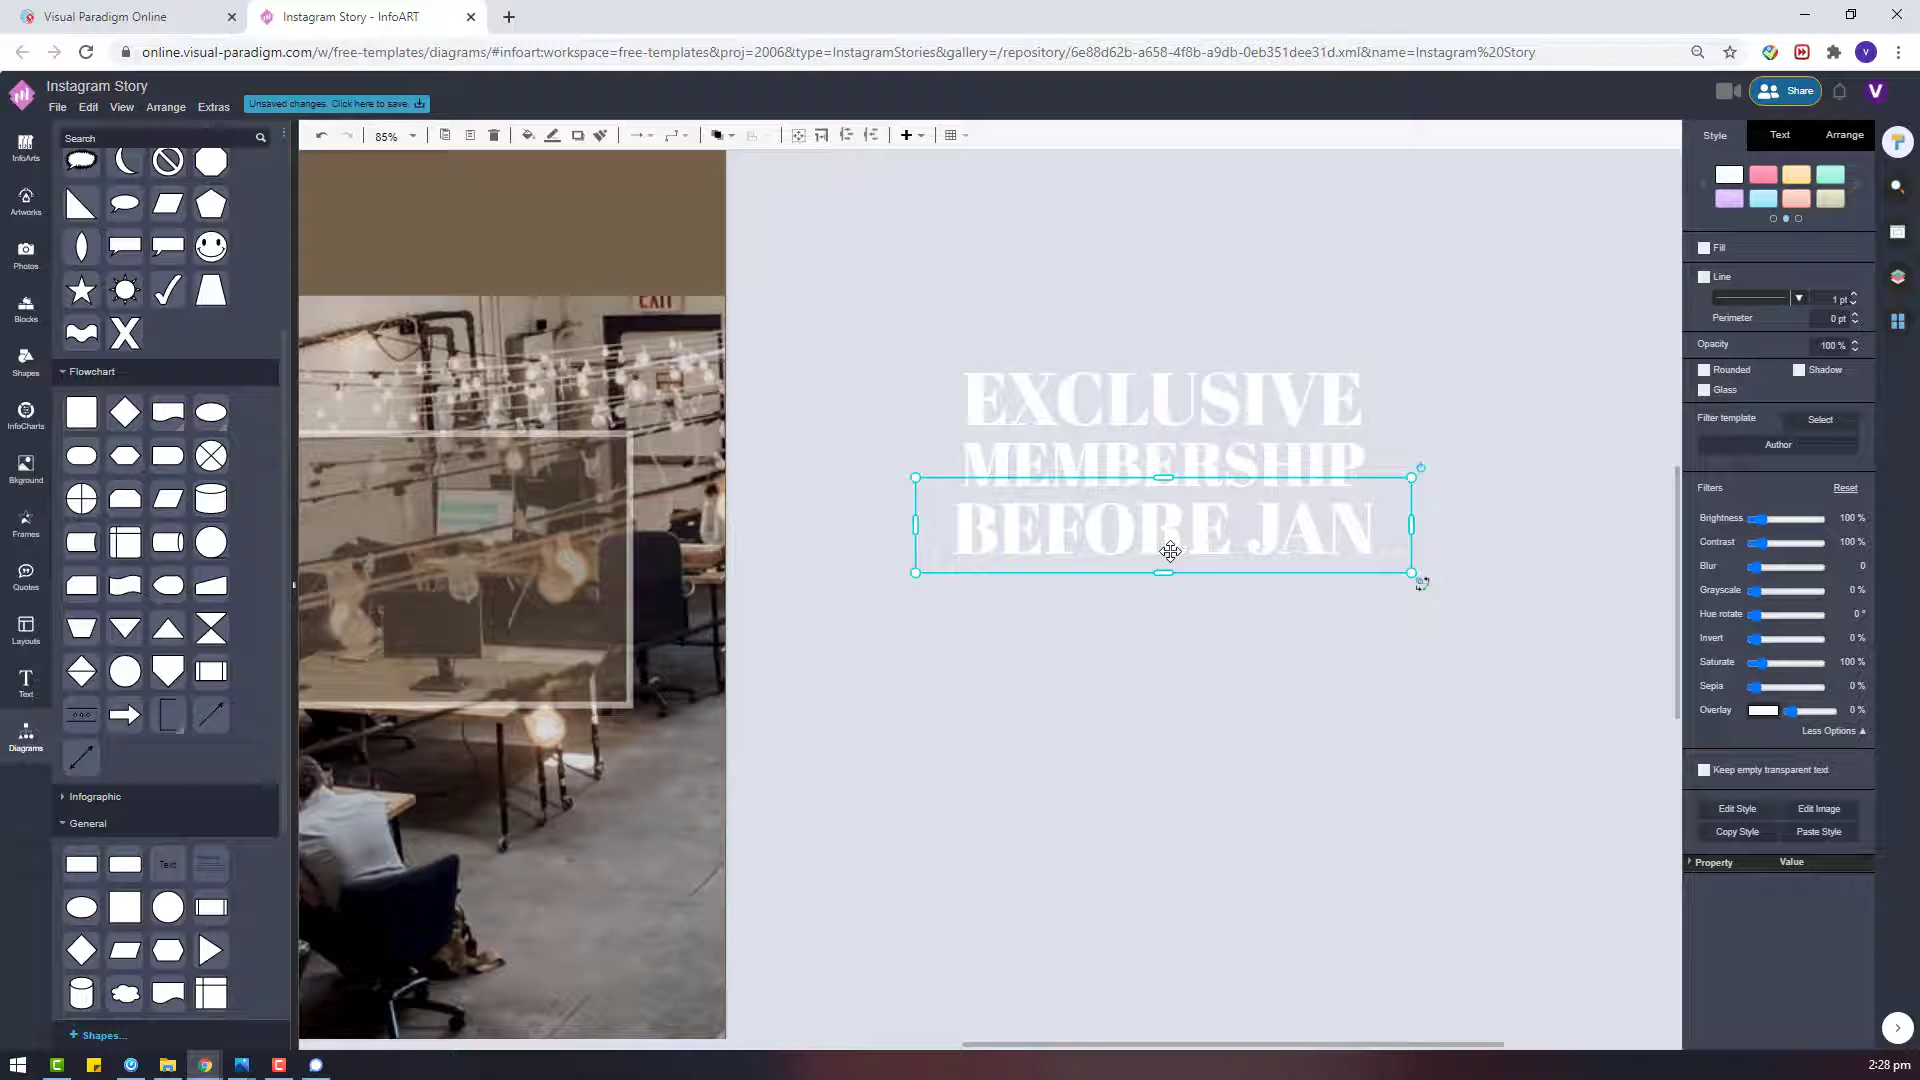 Visual Paradigm Online
Instagram Story - InfoART
online.visual-paradigm.com/w/free-templates/diagrams/#infoart:workspace=free-templates&proj=2006&type=InstagramStories&gallery=/repository/6e88d62b-a658-4f8b-a9db-0eb351dee31d.xml&name=Instagram%20Story
V
Instagram Story
File Edit View Arrange Extras
Unsaved changes. Click here to save.
Share
V
Search
85%
Style Text Arrange
InfoArts
Artworks
Photos
Blocks
Shapes
InfoCharts
Bkground
Frames
Quotes
Layouts
Text
Diagrams
Flowchart
Infographic
General
Text
Shapes...
EXIT
EXCLUSIVE
MEMBERSHIP
BEFORE JAN
Fill
Line
1 pt
Perimeter 0 pt
Opacity 100 %
Rounded Shadow
Glass
Filter template Select
Author
Filters Reset
Brightness 100 %
Contrast 100 %
Blur 0
Grayscale 0 %
Hue rotate 0 °
Invert 0 %
Saturate 100 %
Sepia 0 %
Overlay 0 %
Less Options
Keep empty transparent text
Edit Style Edit Image
Copy Style Paste Style
Property Value
2:28 pm